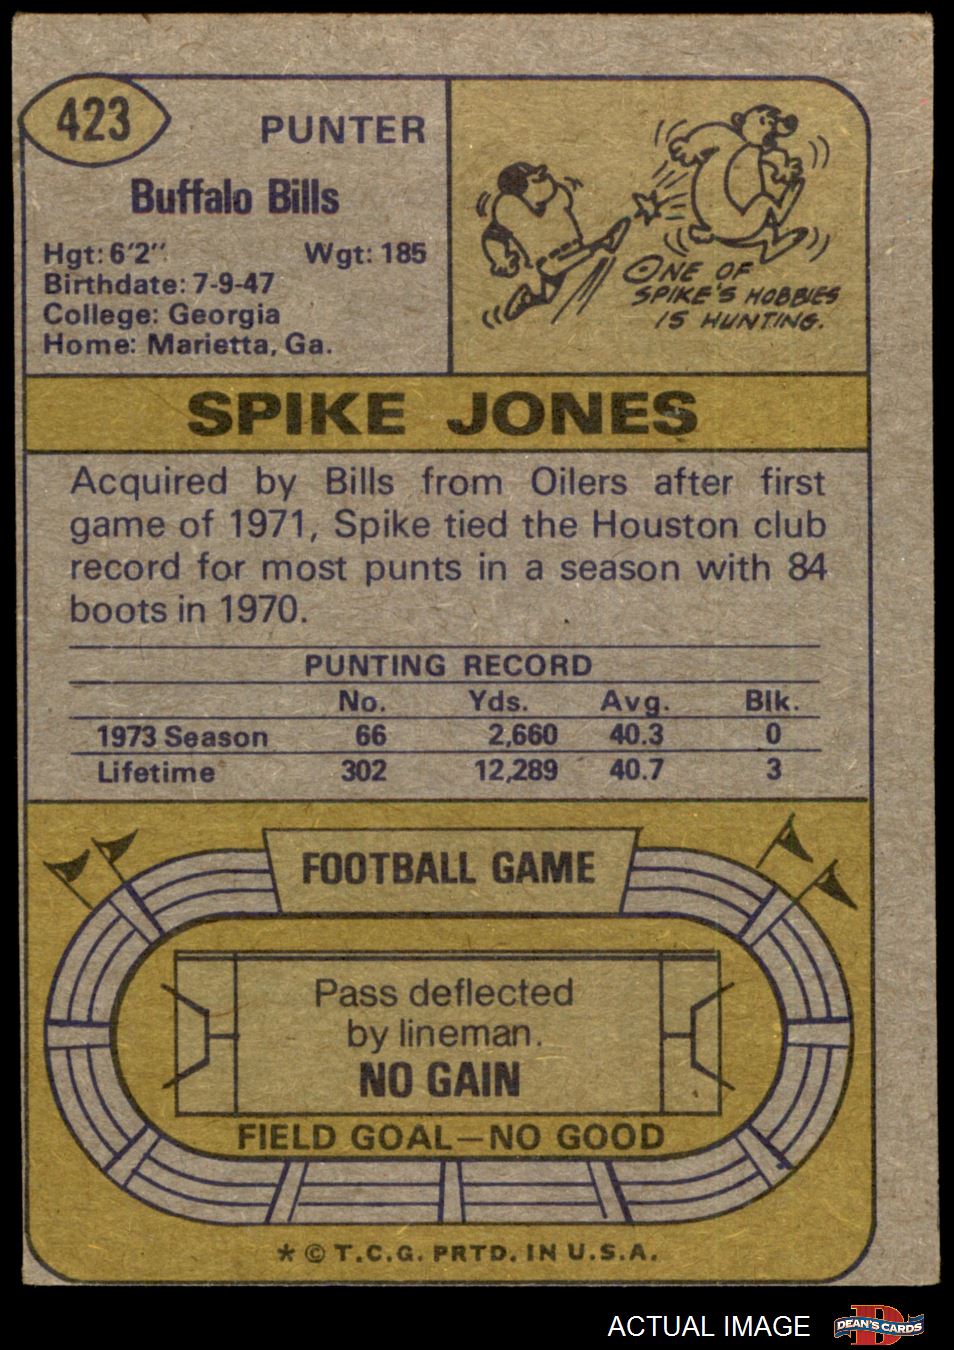 423
PUNTER
Buffalo Bills
Hgt: 6'2" Wgt: 185
Birthdate: 7-9-47
College: Georgia
Home: Marietta, Ga.
ONE OF
SPIKE'S HOBBIES
IS HUNTING.
SPIKE JONES
Acquired by Bills from Oilers after first
game of 1971, Spike tied the Houston club
record for most punts in a season with 84
boots in 1970.
PUNTING RECORD
No. Yds. Avg. Blk.
1973 Season 66 2,660 40.3 0
Lifetime 302 12,289 40.7 3
FOOTBALL GAME
Pass deflected
by lineman.
NO GAIN
FIELD GOAL—NO GOOD
* © T.C.G. PRTD. IN U.S.A.
ACTUAL IMAGE
D
DEAN'S CARDS